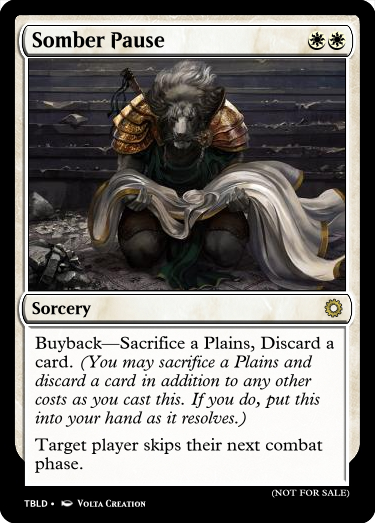 Somber Pause
Sorcery
Buyback—Sacrifice a Plains, Discard a
card. (You may sacrifice a Plains and
discard a card in addition to any other
costs as you cast this. If you do, put this
into your hand as it resolves.)
Target player skips their next combat
phase.
(NOT FOR SALE)
TBLD • Volta Creation